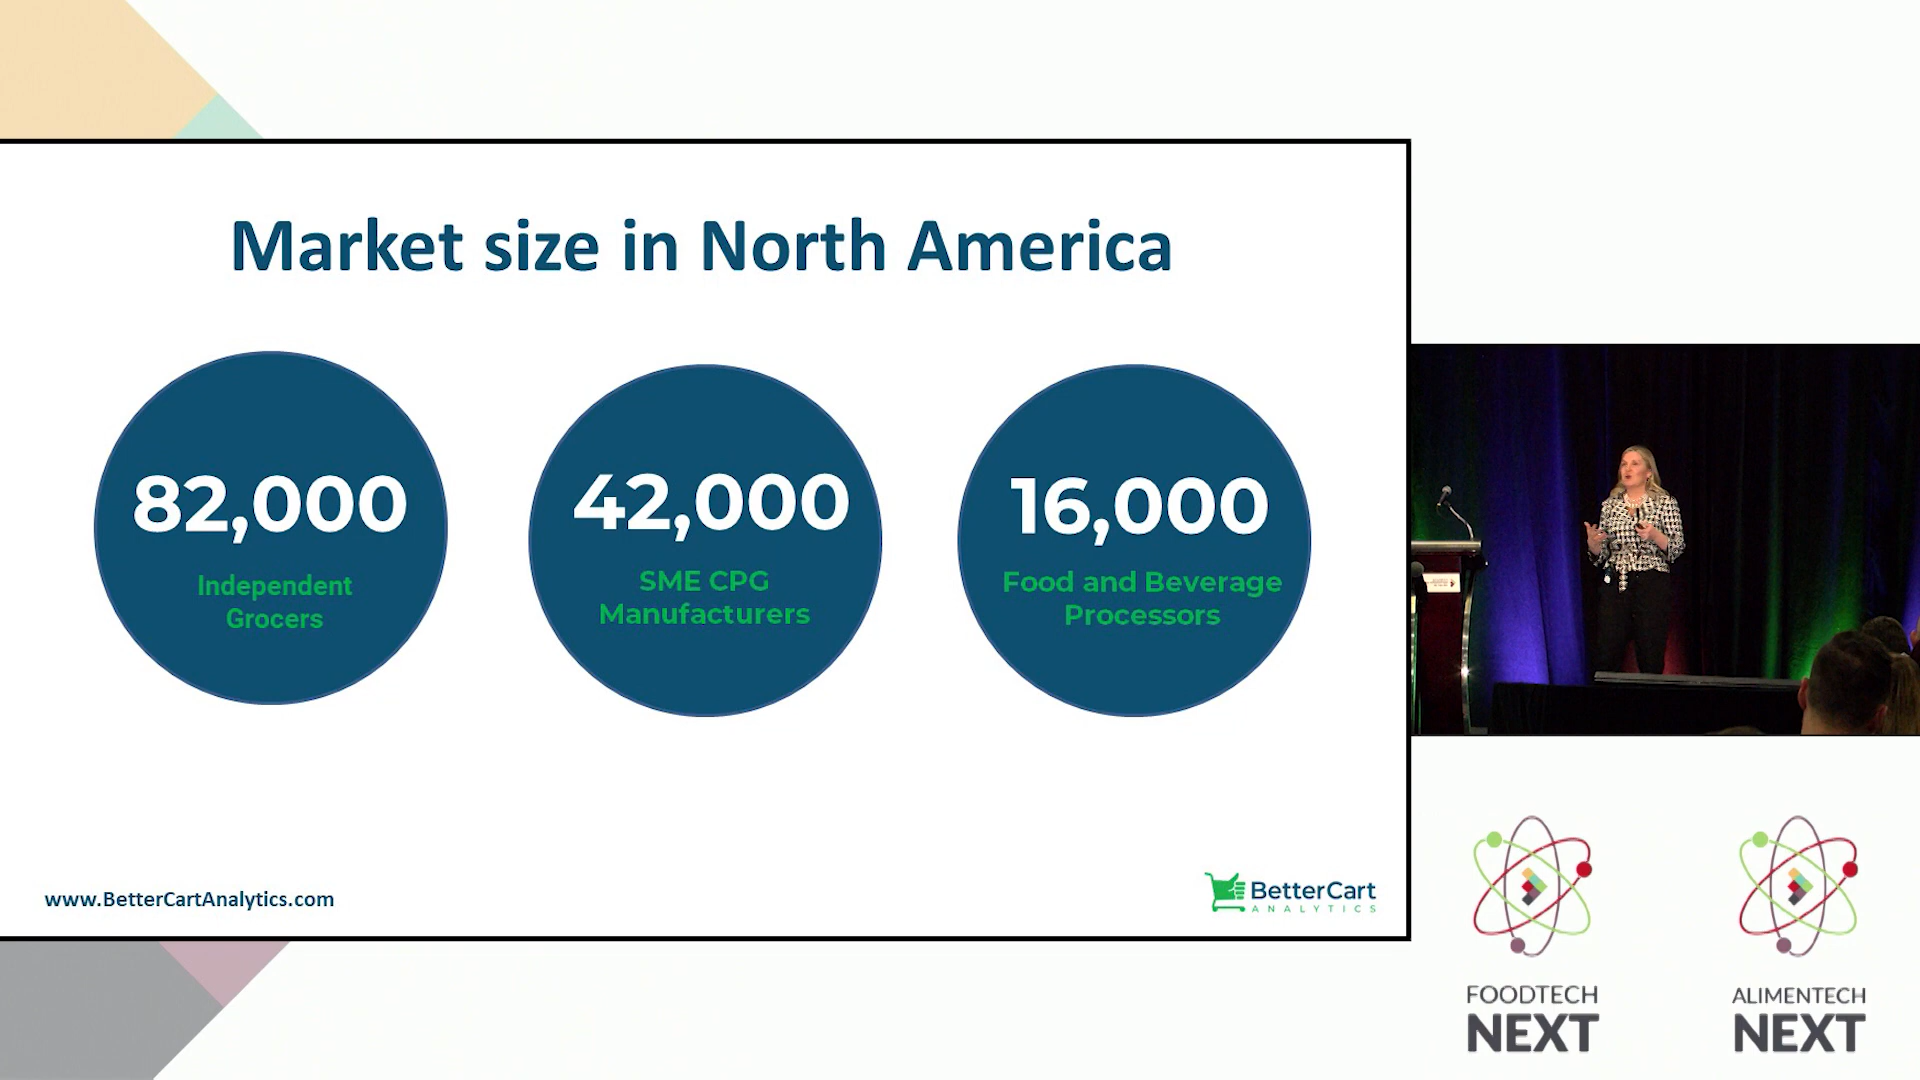 Market size in North America
82,000
Independent
Grocers
42,000
SME CPG
Manufacturers
16,000
Food and Beverage
Processors
www.BetterCartAnalytics.com
BetterCart
ANALYTICS
FOODTECH
NEXT
ALIMENTECH
NEXT